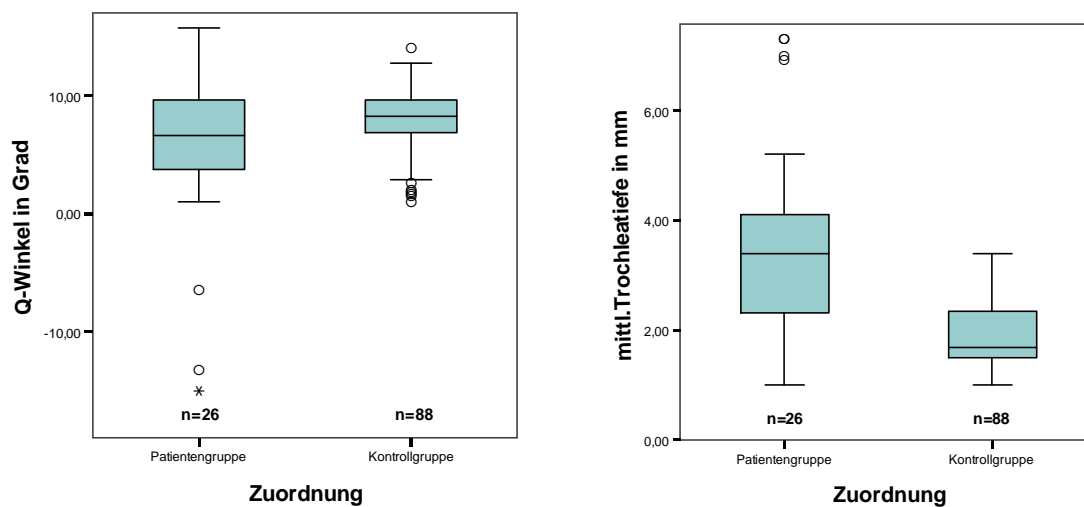 Q-Winkel in Grad
10,00
0,00
-10,00
n=26
n=88
Patientengruppe
Kontrollgruppe
Zuordnung
mittl.Trochleatiefe in mm
6,00
4,00
2,00
0,00
n=26
n=88
Patientengruppe
Kontrollgruppe
Zuordnung